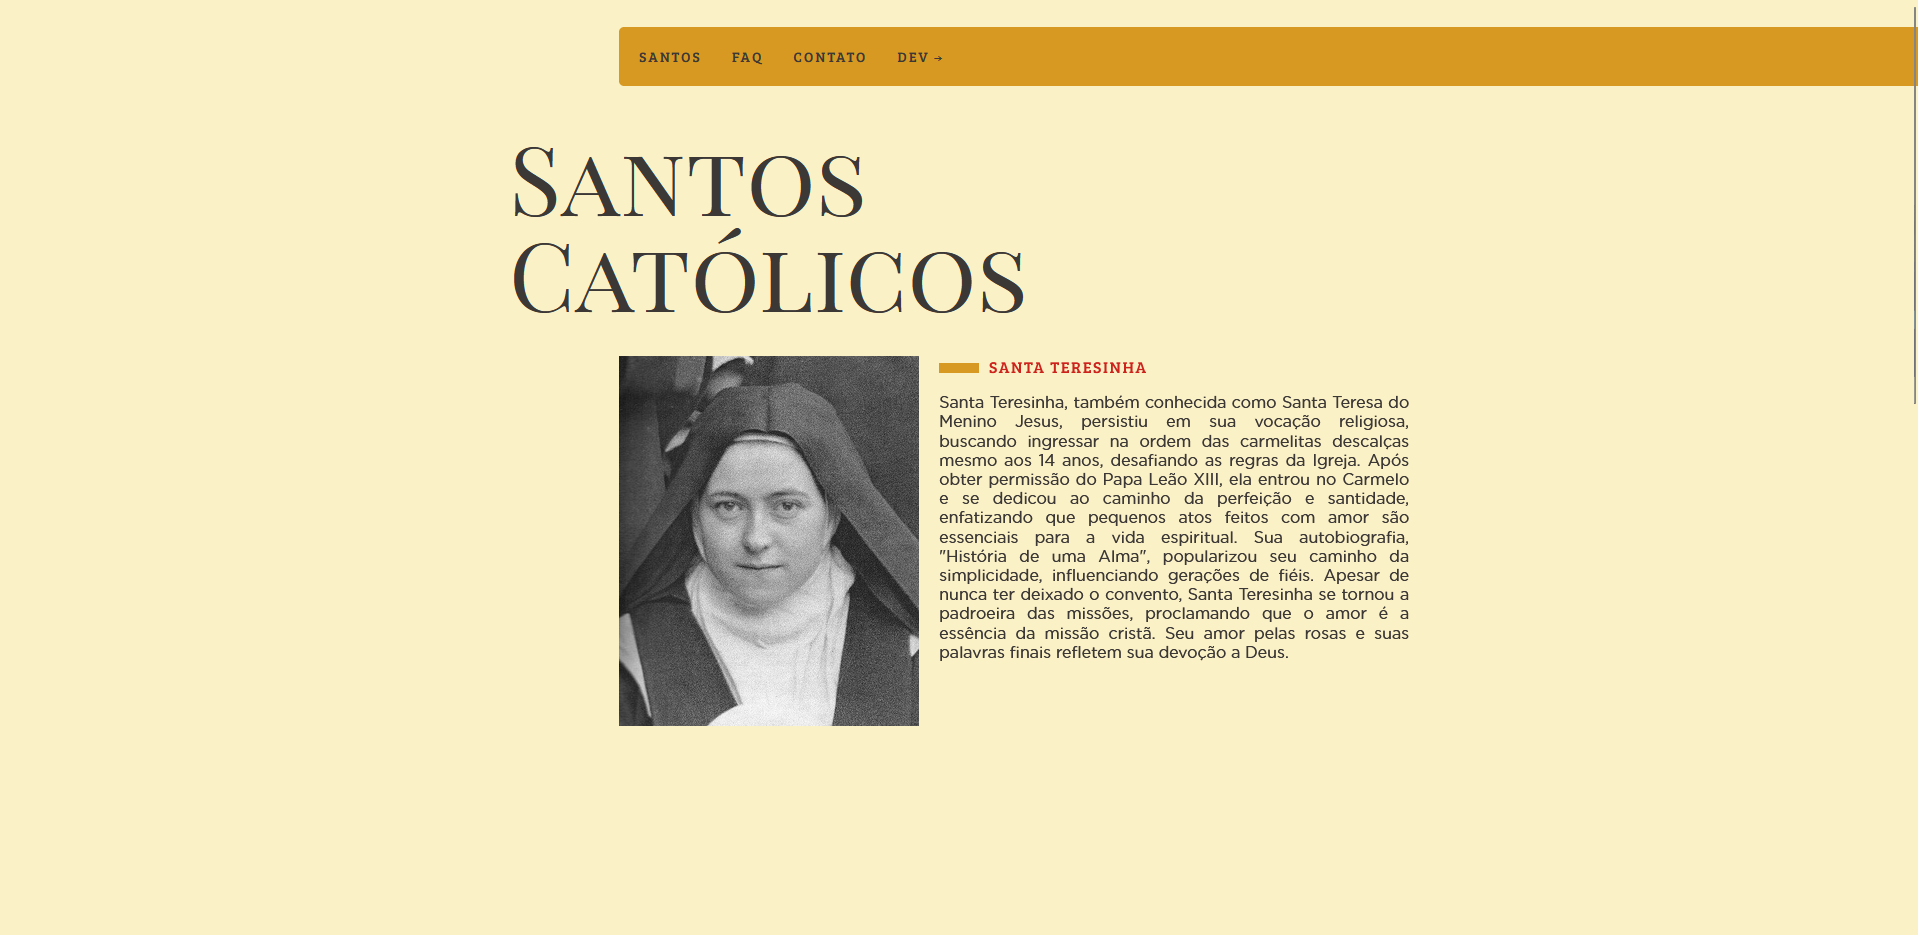 SANTOS FAQ CONTATO DEV →
SANTOS
CATÓLICOS
SANTA TERESINHA
Santa Teresinha, também conhecida como Santa Teresa do
Menino Jesus, persistiu em sua vocação religiosa,
buscando ingressar na ordem das carmelitas descalças
mesmo aos 14 anos, desafiando as regras da Igreja. Após
obter permissão do Papa Leão XIII, ela entrou no Carmelo
e se dedicou ao caminho da perfeição e santidade,
enfatizando que pequenos atos feitos com amor são
essenciais para a vida espiritual. Sua autobiografia,
"História de uma Alma", popularizou seu caminho da
simplicidade, influenciando gerações de fiéis. Apesar de
nunca ter deixado o convento, Santa Teresinha se tornou a
padroeira das missões, proclamando que o amor é a
essência da missão cristã. Seu amor pelas rosas e suas
palavras finais refletem sua devoção a Deus.